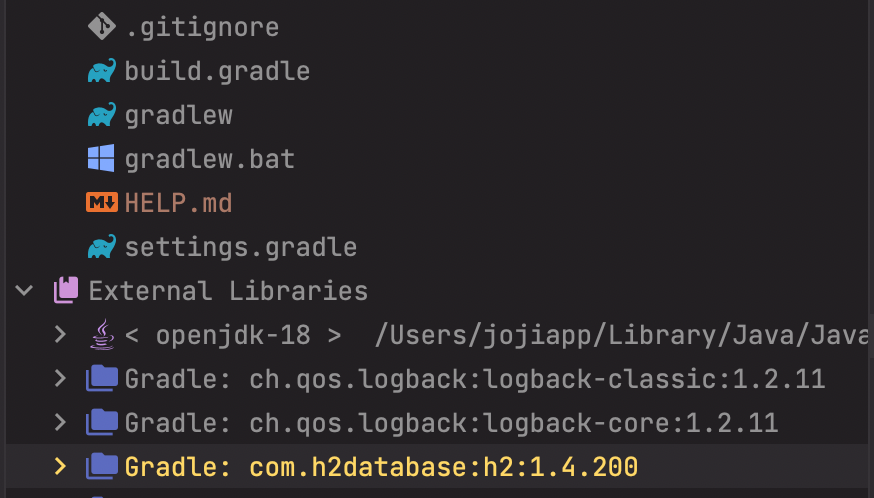 .gitignore
build.gradle
gradlew
gradlew.bat
M HELP.md
settings.gradle
External Libraries
< openjdk-18 > /Users/jojiapp/Library/Java/Java
Gradle: ch.qos.logback:logback-classic:1.2.11
Gradle: ch.qos.logback:logback-core:1.2.11
Gradle: com.h2database:h2:1.4.200